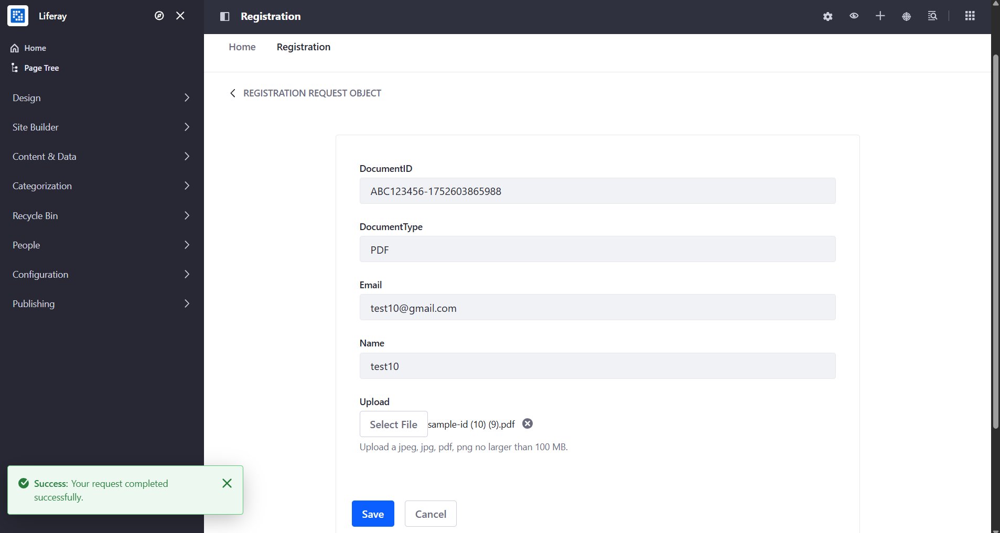 Liferay
Home
Page Tree
Design
Site Builder
Content & Data
Categorization
Recycle Bin
People
Configuration
Publishing
Registration
Home
Registration
REGISTRATION REQUEST OBJECT
DocumentID
ABC123456-1752603865988
DocumentType
PDF
Email
test10@gmail.com
Name
test10
Upload
Select File
sample-id (10) (9).pdf
Upload a jpeg, jpg, pdf, png no larger than 100 MB.
Save
Cancel
Success: Your request completed
successfully.